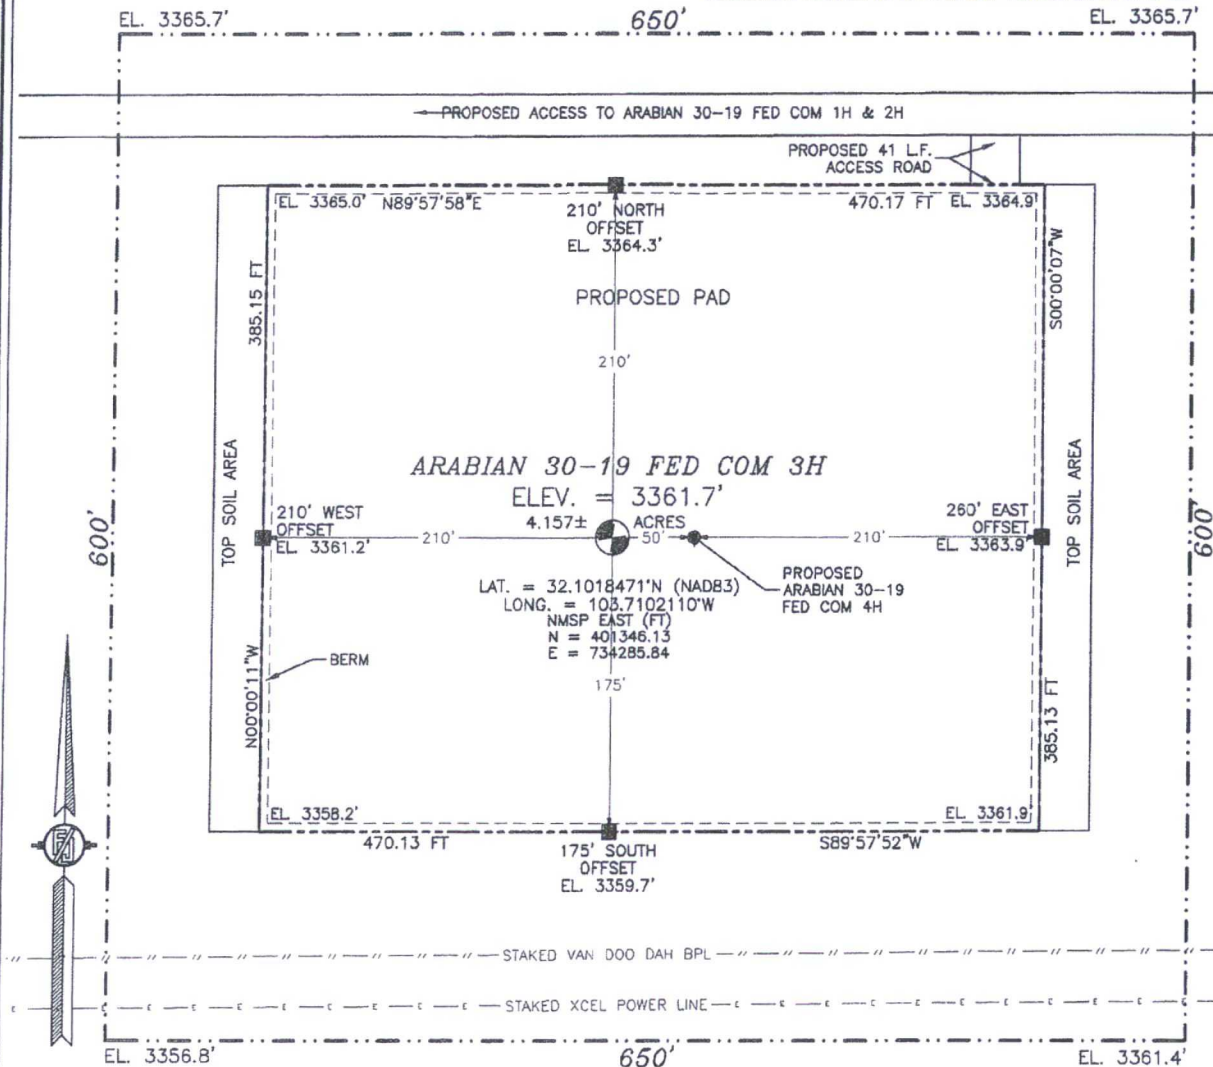 EL. 3365.7'
650'
EL. 3365.7'
←PROPOSED ACCESS TO ARABIAN 30-19 FED COM 1H & 2H
PROPOSED 41 L.F.
ACCESS ROAD
EL 3365.0'
N89°57'58"E
210' NORTH
OFFSET
EL. 3364.3'
470.17 FT
EL 3364.9'
385.15 FT
S00°00'07"W
PROPOSED PAD
210'
ARABIAN 30-19 FED COM 3H
ELEV. = 3361.7'
4.157± ACRES
600'
TOP SOIL AREA
210' WEST
OFFSET
EL 3361.2'
210'
50'
210'
260' EAST
OFFSET
EL 3363.9'
TOP SOIL AREA
600'
PROPOSED
ARABIAN 30-19
FED COM 4H
LAT. = 32.1018471°N (NAD83)
LONG. = 103.7102110°W
NMSP EAST (FT)
N = 401346.13
E = 734285.84
N00°00'11"W
BERM
175'
385.13 FT
EL 3358.2'
EL 3361.9'
470.13 FT
175' SOUTH
OFFSET
EL. 3359.7'
S89°57'52"W
STAKED VAN DOO DAH BPL
STAKED XCEL POWER LINE
EL. 3356.8'
650'
EL. 3361.4'